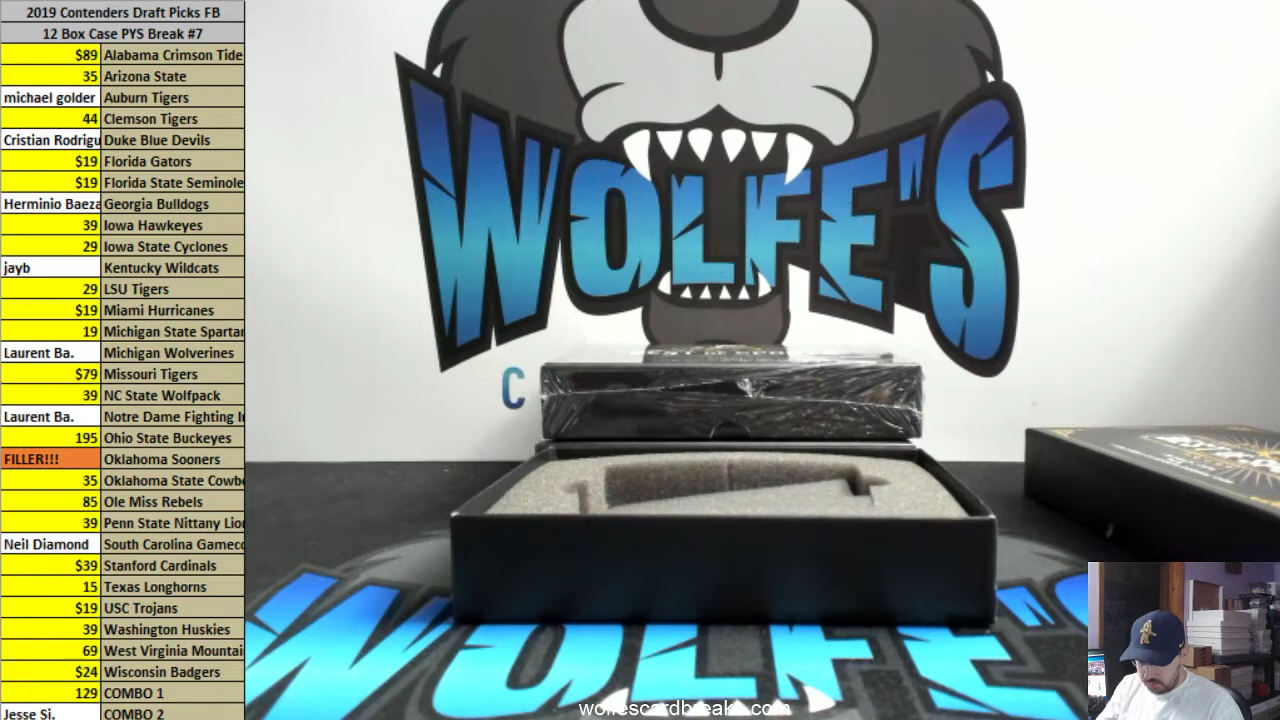 2019 Contenders Draft Picks FB
12 Box Case PYS Break #7
$89 Alabama Crimson Tide
35 Arizona State
michael golder Auburn Tigers
44 Clemson Tigers
Cristian Rodrigu Duke Blue Devils
$19 Florida Gators
$19 Florida State Seminole
Herminio Baeza Georgia Bulldogs
39 Iowa Hawkeyes
29 Iowa State Cyclones
jayb Kentucky Wildcats
29 LSU Tigers
$19 Miami Hurricanes
19 Michigan State Spartan
Laurent Ba. Michigan Wolverines
$79 Missouri Tigers
39 NC State Wolfpack
Laurent Ba. Notre Dame Fighting I
195 Ohio State Buckeyes
FILLER!!! Oklahoma Sooners
35 Oklahoma State Cowbo
85 Ole Miss Rebels
39 Penn State Nittany Lion
Neil Diamond South Carolina Gamecc
$39 Stanford Cardinals
15 Texas Longhorns
$19 USC Trojans
39 Washington Huskies
69 West Virginia Mountai
$24 Wisconsin Badgers
129 COMBO 1
Jesse Si. COMBO 2
WOLFE'S
C
WOLFE'
wolfescardbreaks.com